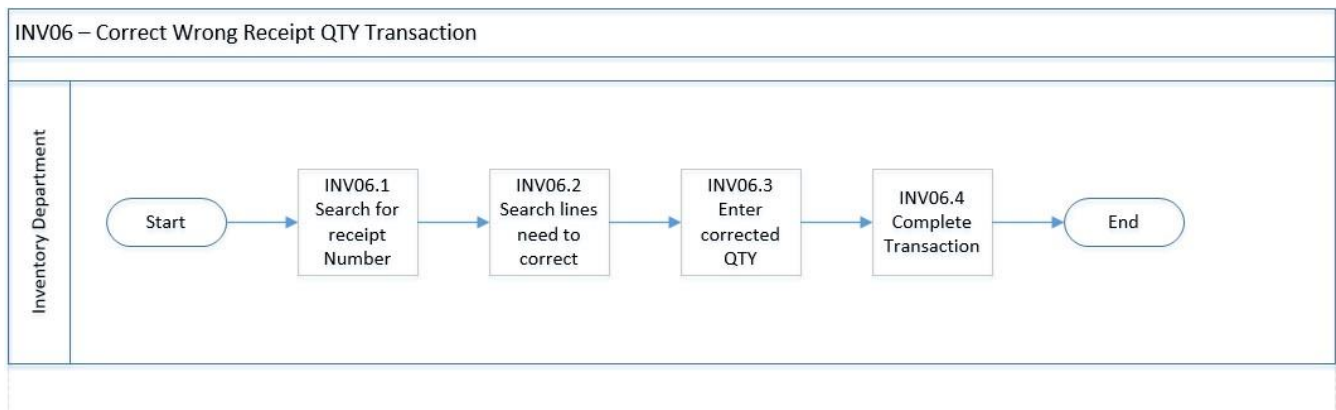 INV06 – Correct Wrong Receipt QTY Transaction
Inventory Department
Start
INV06.1
Search for
receipt
Number
INV06.2
Search lines
need to
correct
INV06.3
Enter
corrected
QTY
INV06.4
Complete
Transaction
End